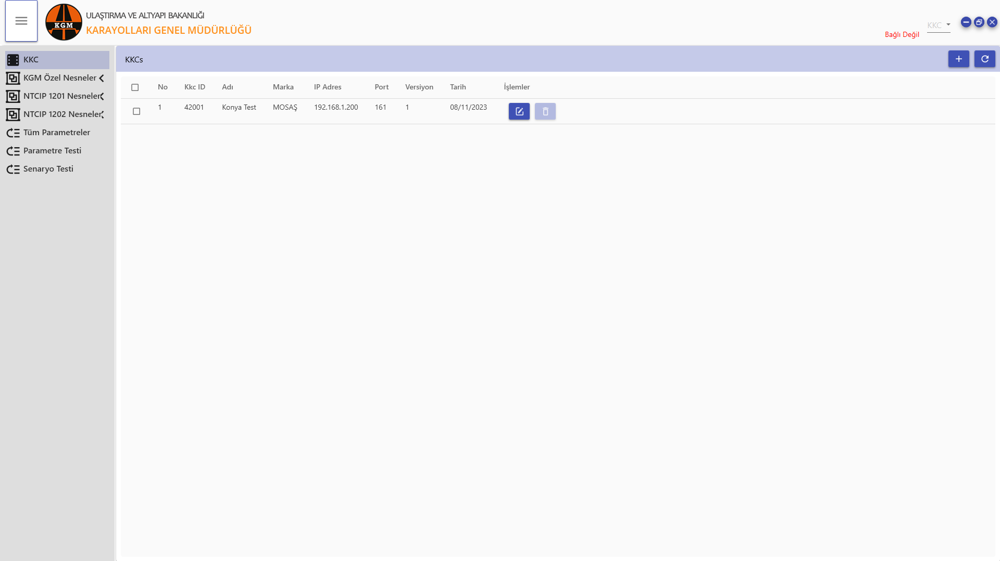 KGM
ULAŞTIRMA VE ALTYAPI BAKANLIĞI
KARAYOLLARI GENEL MÜDÜRLÜĞÜ
Bağlı Değil
KKC
KKC
KGM Özel Nesneler
NTCIP 1201 Nesneler
NTCIP 1202 Nesneler
Tüm Parametreler
Parametre Testi
Senaryo Testi
KKCs
No Kkc ID Adı Marka IP Adres Port Versiyon Tarih İşlemler
1 42001 Konya Test MOSAŞ 192.168.1.200 161 1 08/11/2023